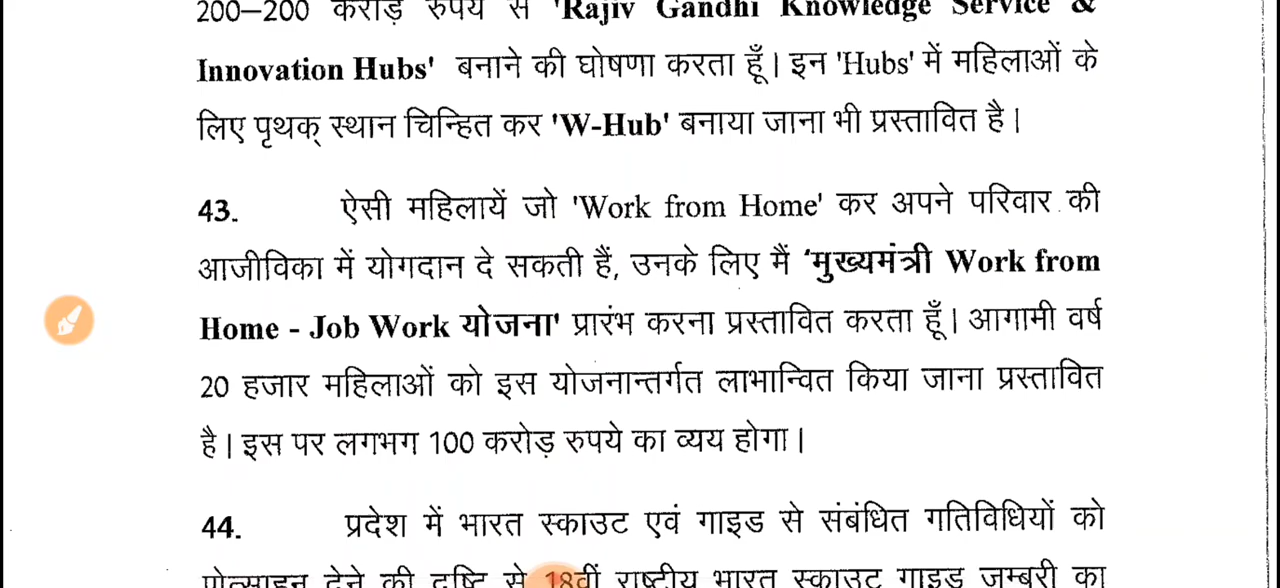 200–200 करोड़ रुपये से 'Rajiv Gandhi Knowledge Service &
Innovation Hubs' बनाने की घोषणा करता हूँ। इन 'Hubs' में महिलाओं के
लिए पृथक् स्थान चिन्हित कर 'W-Hub' बनाया जाना भी प्रस्तावित है।
43. ऐसी महिलायें जो 'Work from Home' कर अपने परिवार की
आजीविका में योगदान दे सकती हैं, उनके लिए मैं 'मुख्यमंत्री Work from
Home - Job Work योजना' प्रारंभ करना प्रस्तावित करता हूँ। आगामी वर्ष
20 हजार महिलाओं को इस योजनान्तर्गत लाभान्वित किया जाना प्रस्तावित
है। इस पर लगभग 100 करोड़ रुपये का व्यय होगा।
44. प्रदेश में भारत स्काउट एवं गाइड से संबंधित गतिविधियों को
प्रोत्साहन देने की दृष्टि से 18वीं राष्ट्रीय भारत स्काउट गाइड जम्बूरी का